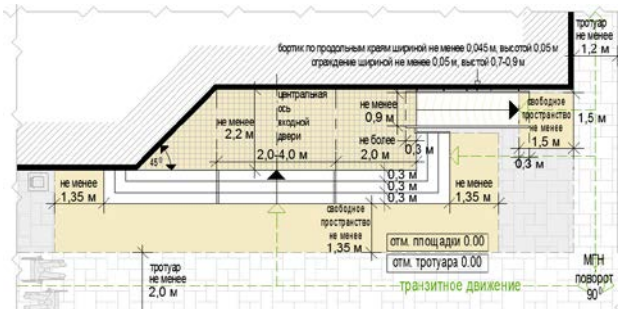 тротуар
не менее
1,2 м
бортик по продольным краям шириной не менее 0,045 м, высотой 0,05 м
ограждение шириной не менее 0,05 м, выстой 0,7-0,9 м
центральная
ось
входной
двери
не менее
2,2 м
не менее
0,9 м
свободное
пространство
не менее
1,5 м
1,5 м
45⁰
2,0-4,0 м
не более
2,0 м
0,3 м
0,3 м
не менее
1,35 м
0,3 м
0,3 м
0,3 м
не менее
1,35 м
свободное
пространство
не менее
1,35 м
отм. площадки 0.00
отм. тротуара 0.00
тротуар
не менее
2,0 м
транзитное движение
МГН
поворот
90⁰